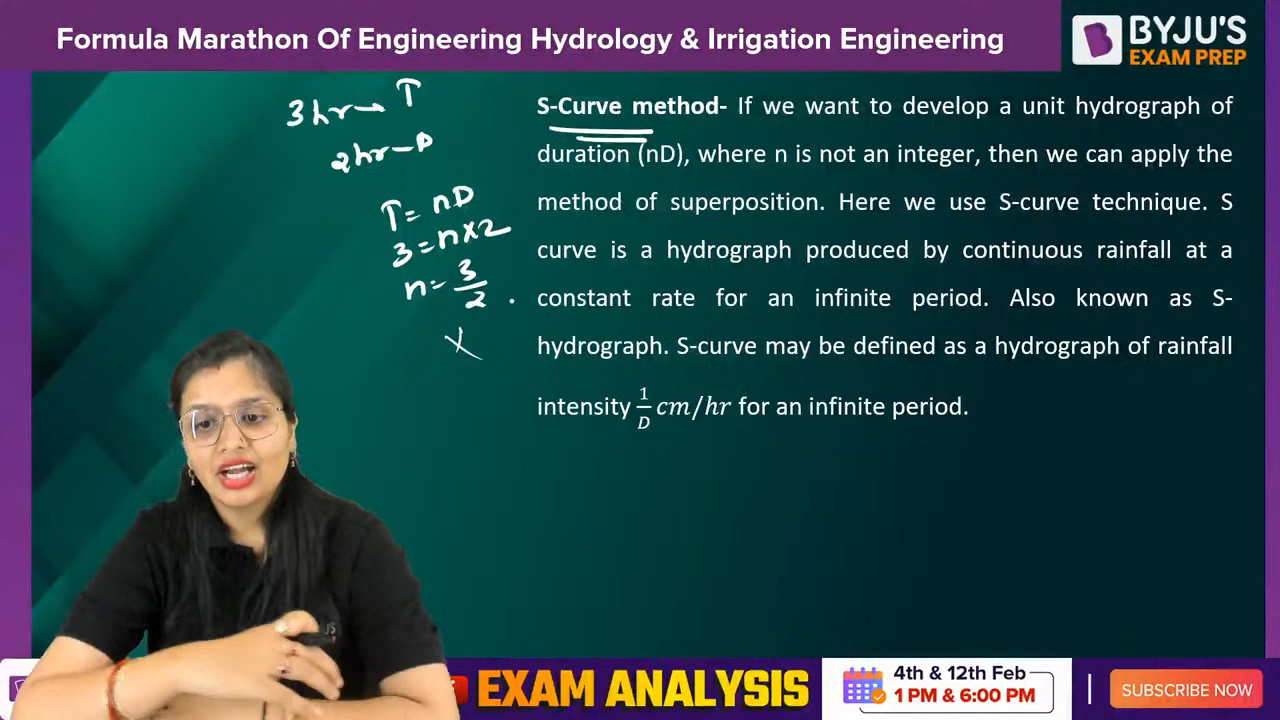 Formula Marathon Of Engineering Hydrology & Irrigation Engineering
BYJU'S
EXAM PREP
3hr → T
2hr - D
T = nD
3 = n×2
n = 3/2 .
X
S-Curve method- If we want to develop a unit hydrograph of
duration (nD), where n is not an integer, then we can apply the
method of superposition. Here we use S-curve technique. S
curve is a hydrograph produced by continuous rainfall at a
constant rate for an infinite period. Also known as S-
hydrograph. S-curve may be defined as a hydrograph of rainfall
intensity 1/D cm/hr for an infinite period.
EXAM ANALYSIS
4th & 12th Feb
1 PM & 6:00 PM
SUBSCRIBE NOW